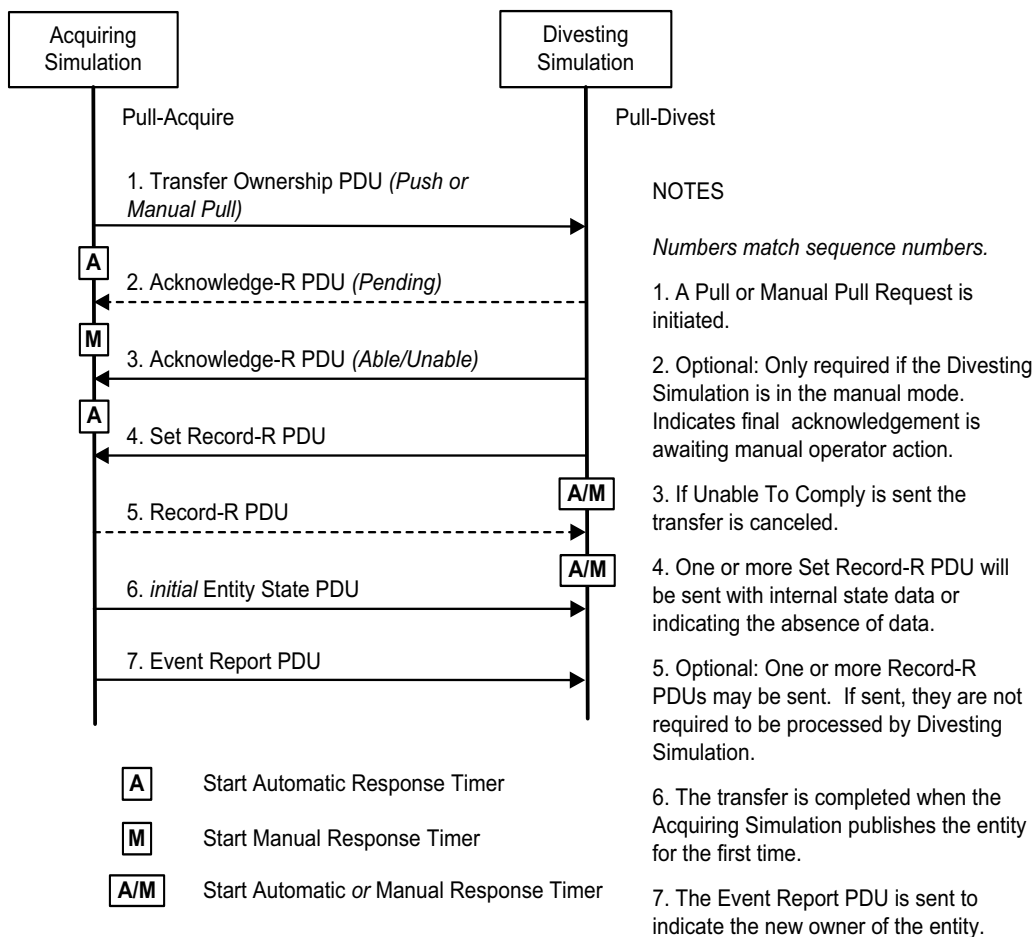 Acquiring
Simulation
Divesting
Simulation
Pull-Acquire
Pull-Divest
1. Transfer Ownership PDU (Push or
Manual Pull)
A
2. Acknowledge-R PDU (Pending)
M
3. Acknowledge-R PDU (Able/Unable)
A
4. Set Record-R PDU
A/M
5. Record-R PDU
A/M
6. initial Entity State PDU
7. Event Report PDU
A Start Automatic Response Timer
M Start Manual Response Timer
A/M Start Automatic or Manual Response Timer
NOTES
Numbers match sequence numbers.
1. A Pull or Manual Pull Request is
initiated.
2. Optional: Only required if the Divesting
Simulation is in the manual mode.
Indicates final acknowledgement is
awaiting manual operator action.
3. If Unable To Comply is sent the
transfer is canceled.
4. One or more Set Record-R PDU will
be sent with internal state data or
indicating the absence of data.
5. Optional: One or more Record-R
PDUs may be sent. If sent, they are not
required to be processed by Divesting
Simulation.
6. The transfer is completed when the
Acquiring Simulation publishes the entity
for the first time.
7. The Event Report PDU is sent to
indicate the new owner of the entity.